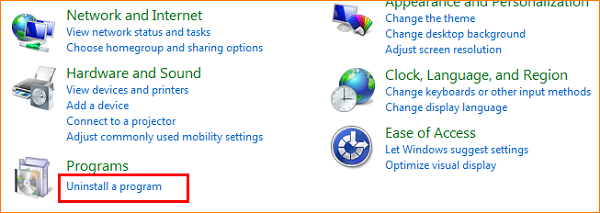 Network and Internet
View network status and tasks
Choose homegroup and sharing options
Hardware and Sound
View devices and printers
Add a device
Connect to a projector
Adjust commonly used mobility settings
Programs
Uninstall a program
Appearance and Personalization
Change the theme
Change desktop background
Adjust screen resolution
Clock, Language, and Region
Change keyboards or other input methods
Change display language
Ease of Access
Let Windows suggest settings
Optimize visual display